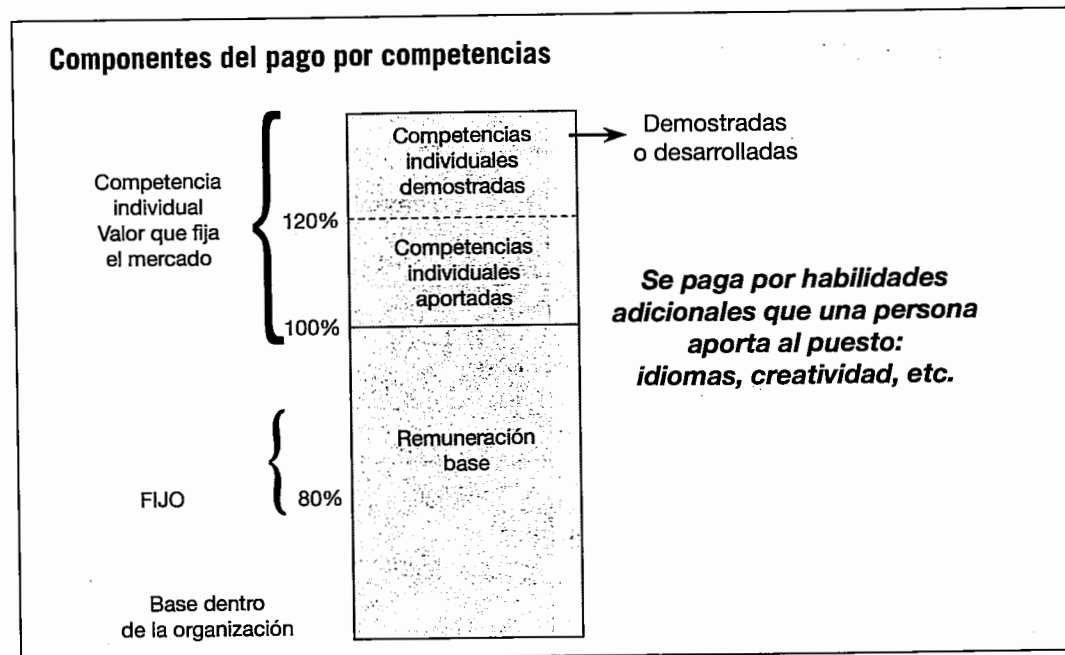 Componentes del pago por competencias
Competencia
individual
Valor que fija
el mercado
120%
100%
Competencias
individuales
demostradas
Demostradas
o desarrolladas
Competencias
individuales
aportadas
Se paga por habilidades
adicionales que una persona
aporta al puesto:
idiomas, creatividad, etc.
Remuneración
base
FIJO
80%
Base dentro
de la organización